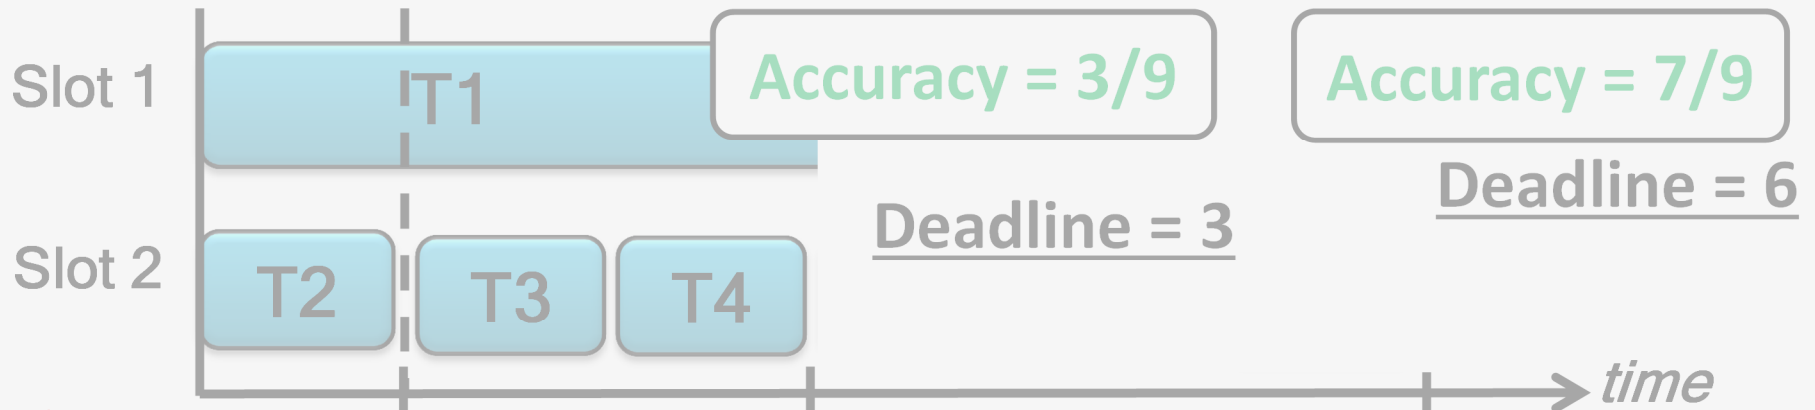 Slot 1
T1
Accuracy = 3/9
Accuracy = 7/9
Deadline = 3
Deadline = 6
Slot 2
T2
T3
T4
time